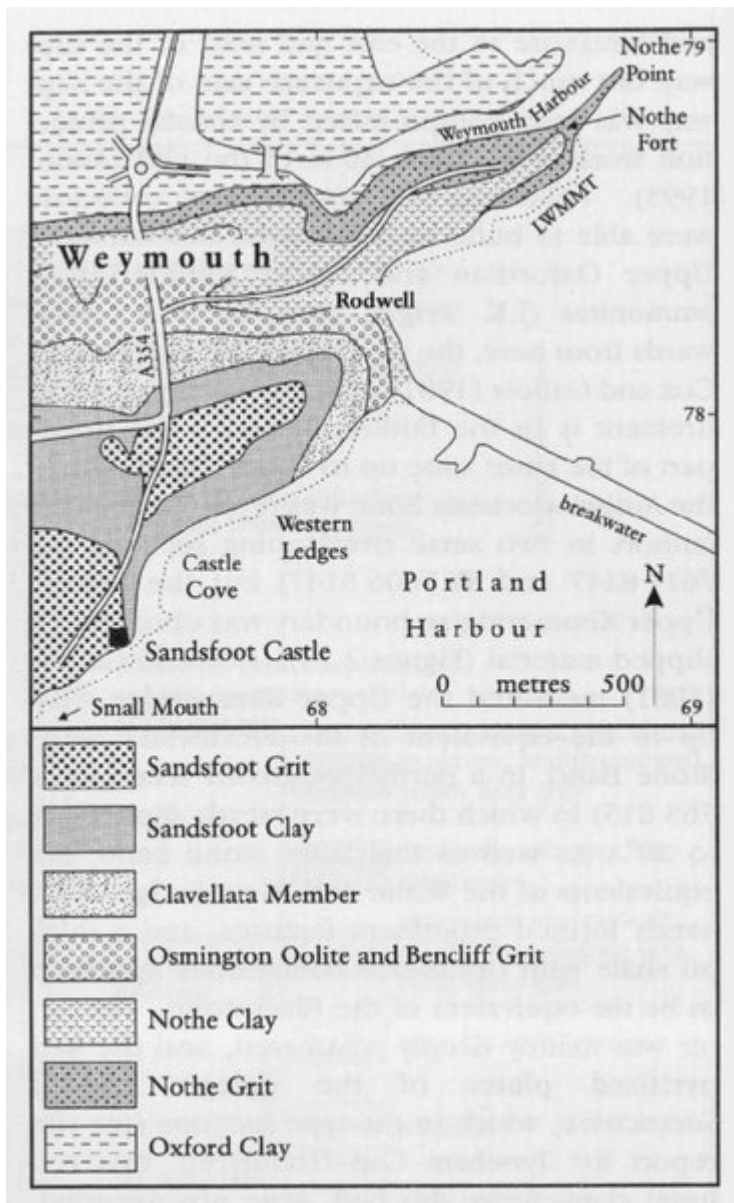 Nothe 79
Point
Weymouth Harbour
Nothe
Fort
LWMMT
Weymouth
Rodwell
A354
78
breakwater
Western
Ledges
Castle
Cove
Portland
Harbour
N
Sandsfoot Castle
0 metres 500
Small Mouth
68
69
Sandsfoot Grit
Sandsfoot Clay
Clavellata Member
Osmington Oolite and Bencliff Grit
Nothe Clay
Nothe Grit
Oxford Clay